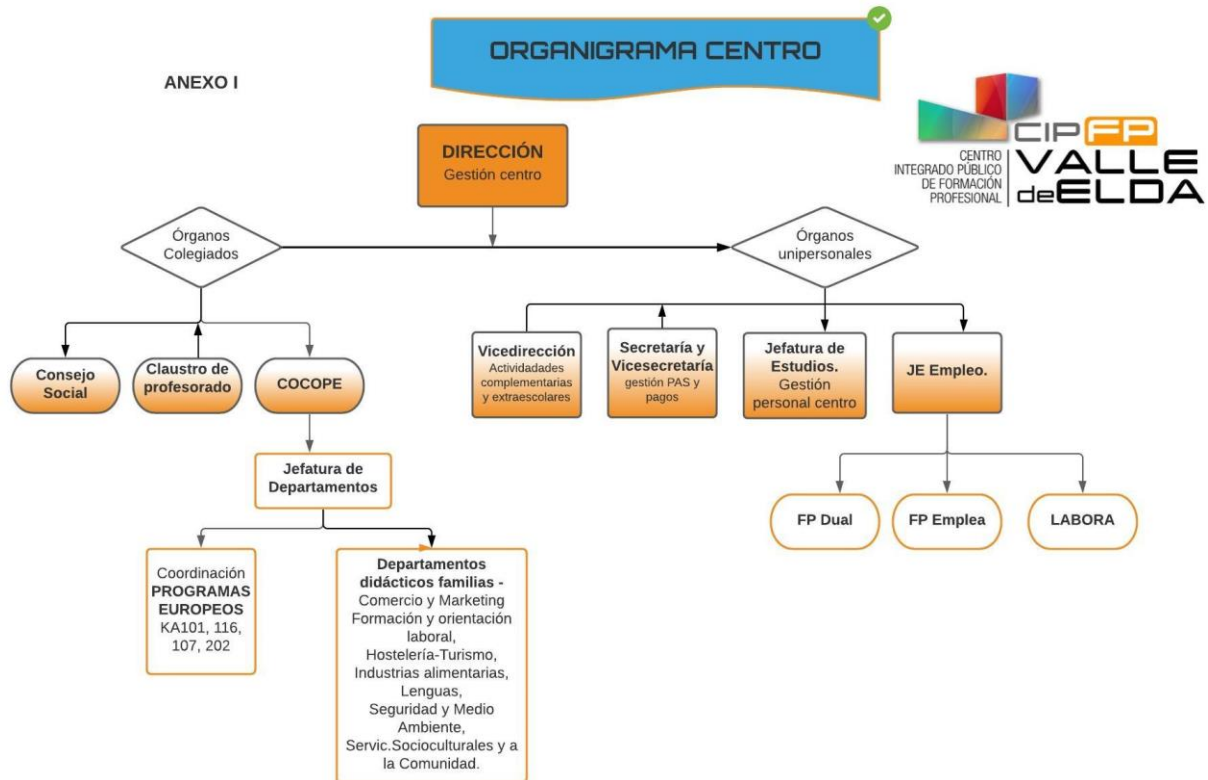 ORGANIGRAMA CENTRO
ANEXO I
CIPFP
VALLE
deELDA
CENTRO
INTEGRADO PÚBLICO
DE FORMACIÓN
PROFESIONAL
DIRECCIÓN
Gestión centro
Órganos
Colegiados
Órganos
unipersonales
Consejo
Social
Claustro de
profesorado
COCOPE
Vicedirección
Actividadades
complementarias
y extraescolares
Secretaría y
Vicesecretaría
gestión PAS y
pagos
Jefatura de
Estudios.
Gestión
personal centro
JE Empleo.
Jefatura de
Departamentos
FP Dual
FP Emplea
LABORA
Coordinación
PROGRAMAS
EUROPEOS
KA101, 116,
107, 202
Departamentos
didácticos familias -
Comercio y Marketing
Formación y orientación
laboral,
Hostelería-Turismo,
Industrias alimentarias,
Lenguas,
Seguridad y Medio
Ambiente,
Servic.Socioculturales y a
la Comunidad.